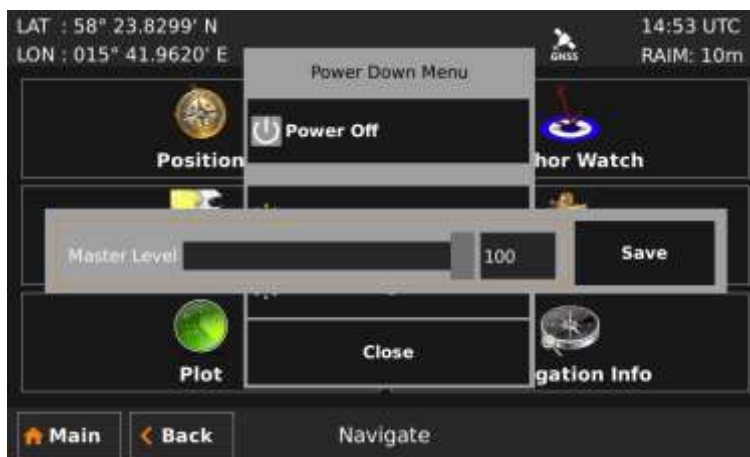 LAT : 58° 23.8299' N
LON : 015° 41.9620' E
GNSS
14:53 UTC
RAIM: 10m
Power Down Menu
Power Off
Position
hor Watch
Master Level
100
Save
Close
Plot
gation Info
Main
Back
Navigate